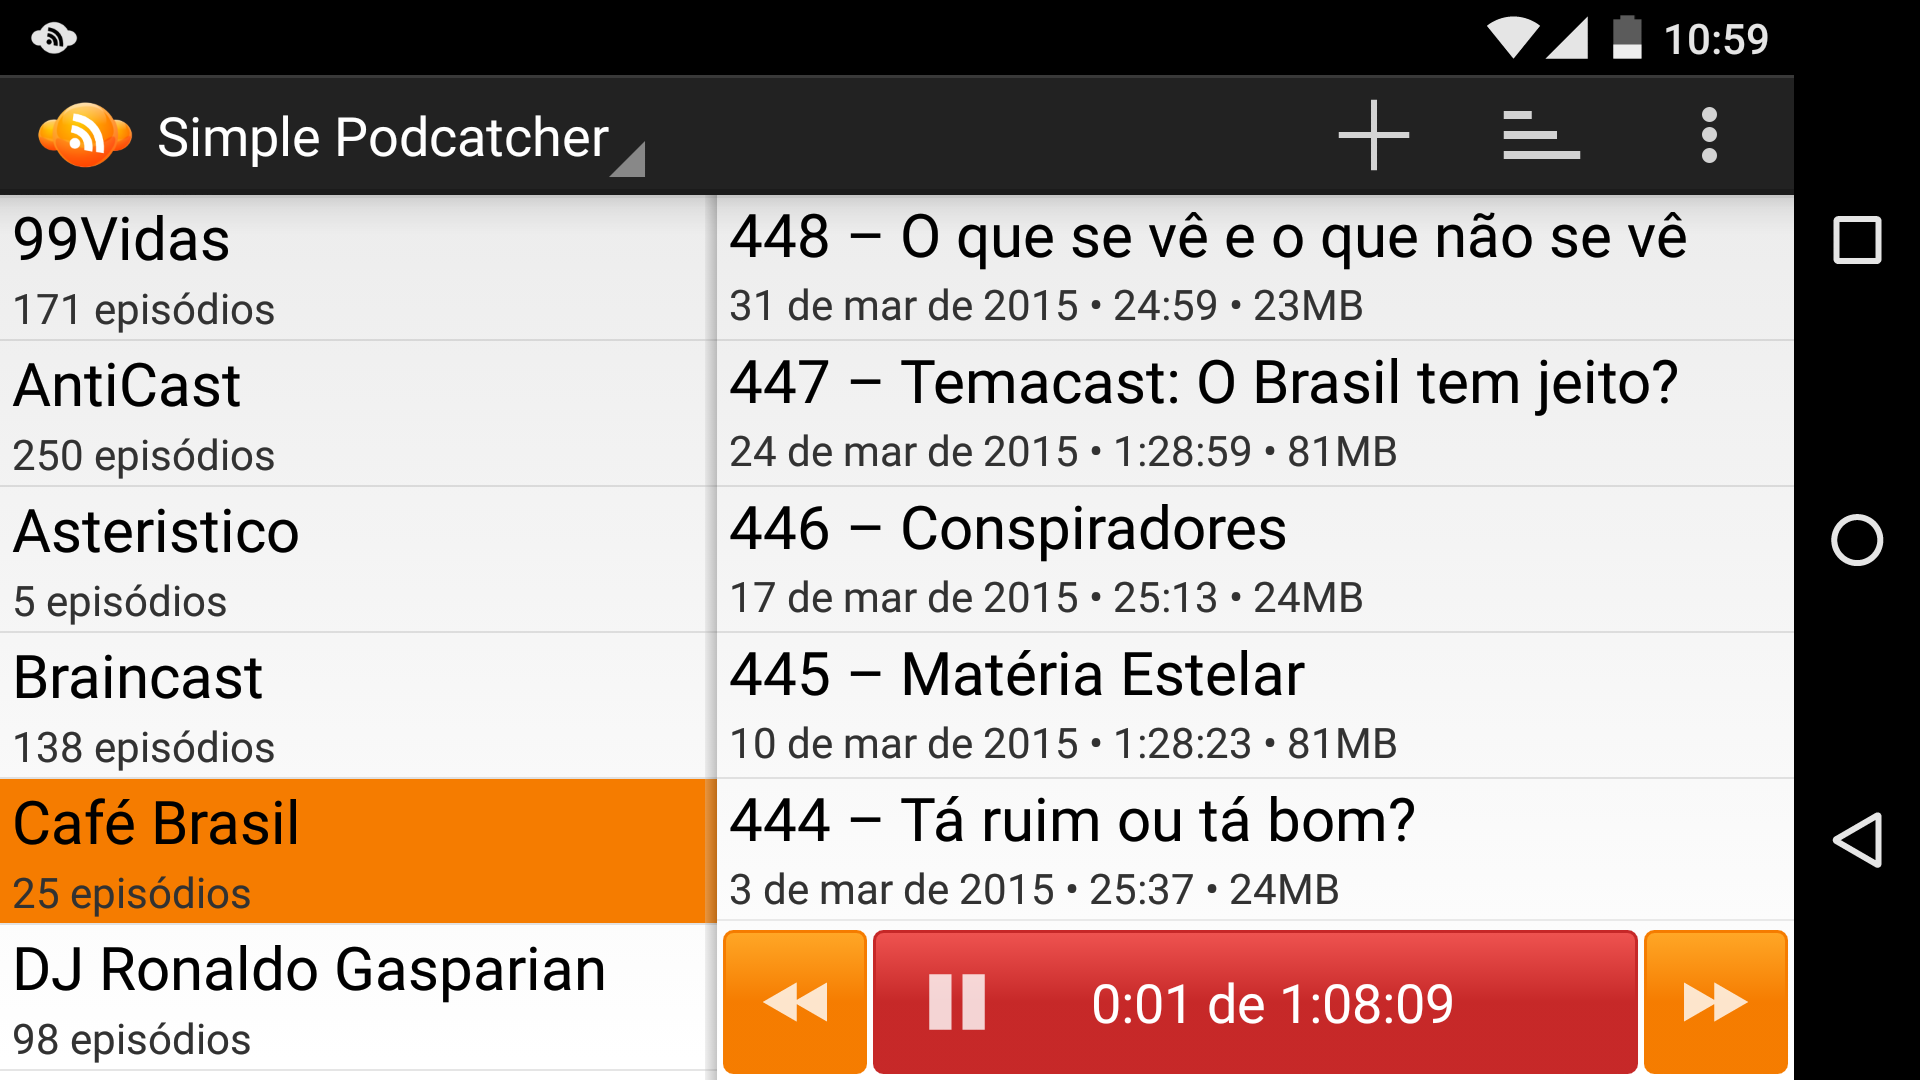 10:59
Simple Podcatcher
99Vidas
171 episódios
AntiCast
250 episódios
Asteristico
5 episódios
Braincast
138 episódios
Café Brasil
25 episódios
DJ Ronaldo Gasparian
98 episódios
448 – O que se vê e o que não se vê
31 de mar de 2015 • 24:59 • 23MB
447 – Temacast: O Brasil tem jeito?
24 de mar de 2015 • 1:28:59 • 81MB
446 – Conspiradores
17 de mar de 2015 • 25:13 • 24MB
445 – Matéria Estelar
10 de mar de 2015 • 1:28:23 • 81MB
444 – Tá ruim ou tá bom?
3 de mar de 2015 • 25:37 • 24MB
0:01 de 1:08:09